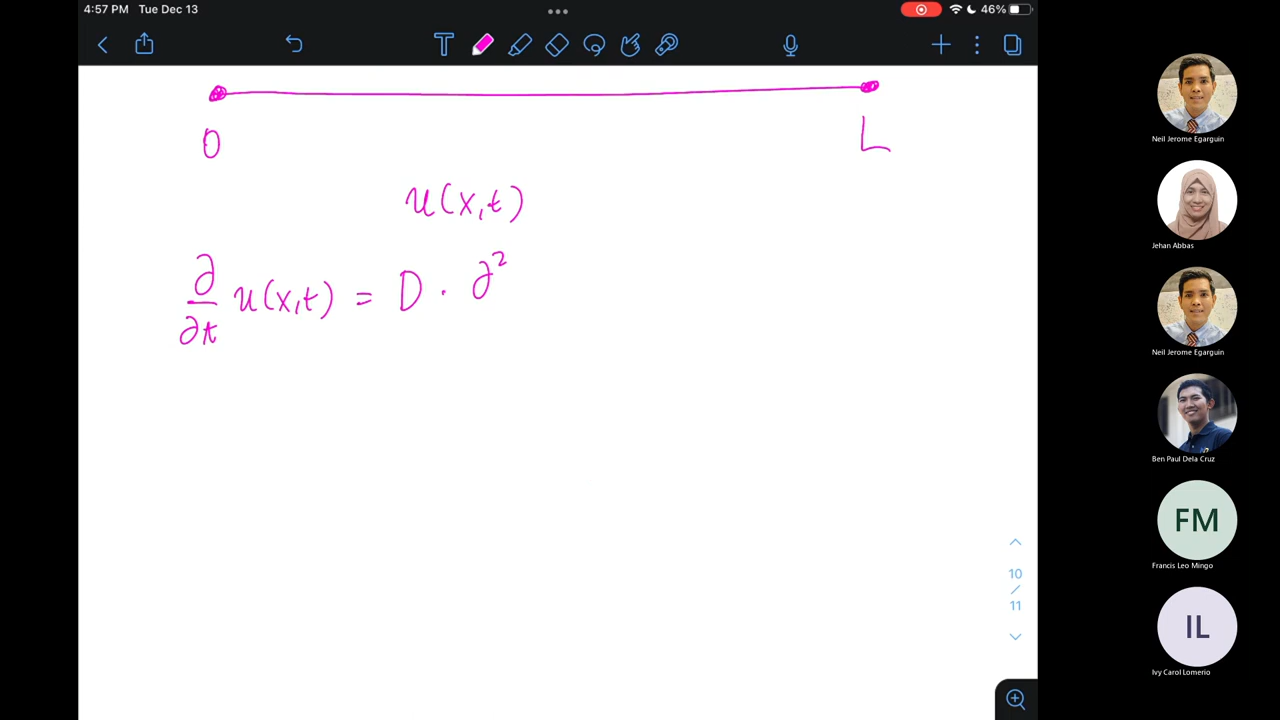 4:57 PM Tue Dec 13
46%
T
0 L
u(x,t)
∂/∂t u(x,t) = D · ∂²
10
/
11
Neil Jerome Egarguin
Jehan Abbas
Neil Jerome Egarguin
Ben Paul Dela Cruz
FM
Francis Leo Mingo
IL
Ivy Carol Lomerio